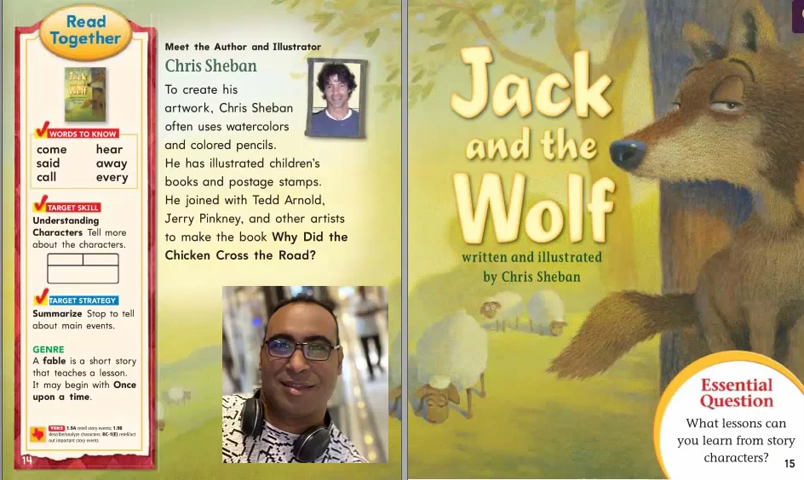 Read
Together
WORDS TO KNOW
come hear
said away
call every
TARGET SKILL
Understanding
Characters Tell more
about the characters.
TARGET STRATEGY
Summarize Stop to tell
about main events.
GENRE
A fable is a short story
that teaches a lesson.
It may begin with Once
upon a time.
14
Meet the Author and Illustrator
Chris Sheban
To create his
artwork, Chris Sheban
often uses watercolors
and colored pencils.
He has illustrated children's
books and postage stamps.
He joined with Tedd Arnold,
Jerry Pinkney, and other artists
to make the book Why Did the
Chicken Cross the Road?
Jack
and the
Wolf
written and illustrated
by Chris Sheban
Essential
Question
What lessons can
you learn from story
characters?
15